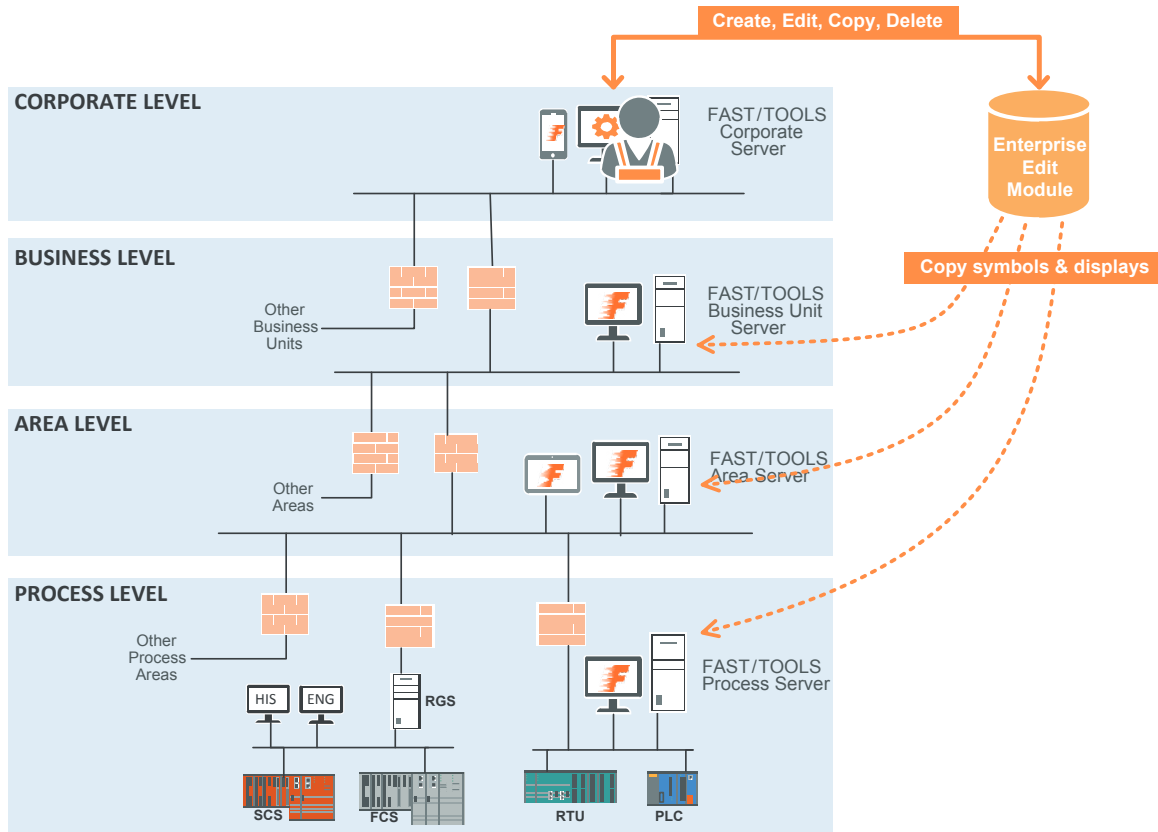 Create, Edit, Copy, Delete
CORPORATE LEVEL
FAST/TOOLS
Corporate
Server
Enterprise
Edit
Module
BUSINESS LEVEL
Copy symbols & displays
Other
Business
Units
FAST/TOOLS
Business Unit
Server
AREA LEVEL
Other
Areas
FAST/TOOLS
Area Server
PROCESS LEVEL
Other
Process
Areas
FAST/TOOLS
Process Server
HIS
ENG
RGS
SCS
FCS
RTU
PLC